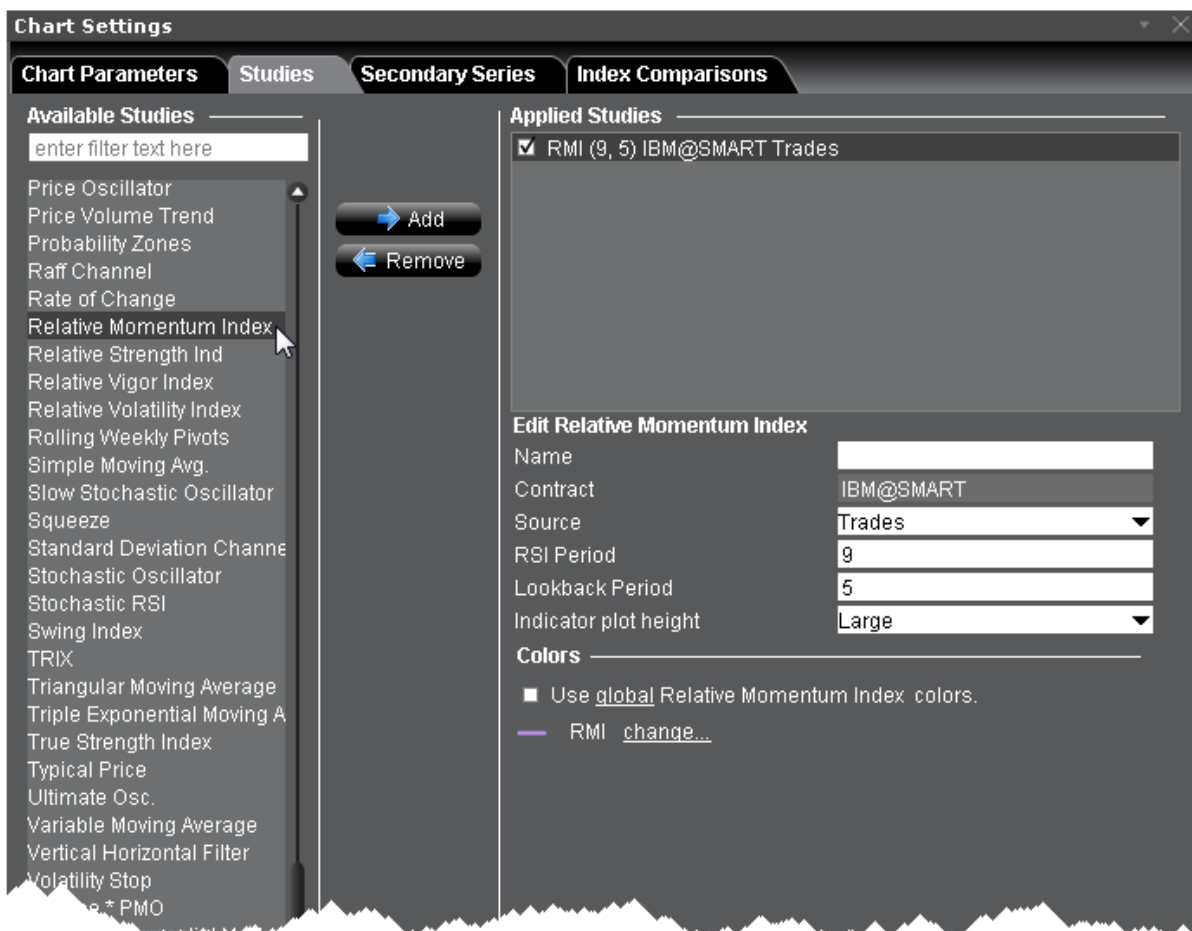 Chart Settings
Chart Parameters
Studies
Secondary Series
Index Comparisons
Available Studies
enter filter text here
Price Oscillator
Price Volume Trend
Probability Zones
Raff Channel
Rate of Change
Relative Momentum Index
Relative Strength Ind
Relative Vigor Index
Relative Volatility Index
Rolling Weekly Pivots
Simple Moving Avg.
Slow Stochastic Oscillator
Squeeze
Standard Deviation Channe
Stochastic Oscillator
Stochastic RSI
Swing Index
TRIX
Triangular Moving Average
Triple Exponential Moving A
True Strength Index
Typical Price
Ultimate Osc.
Variable Moving Average
Vertical Horizontal Filter
Volatility Stop
PMO
Add
Remove
Applied Studies
RMI (9, 5) IBM@SMART Trades
Edit Relative Momentum Index
Name
Contract IBM@SMART
Source Trades
RSI Period 9
Lookback Period 5
Indicator plot height Large
Colors
Use global Relative Momentum Index colors.
RMI change...